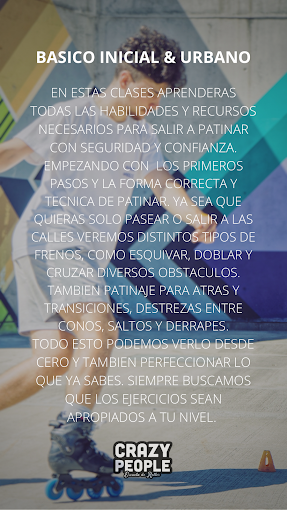 BASICO INICIAL & URBANO
EN ESTAS CLASES APRENDERAS
TODAS LAS HABILIDADES Y RECURSOS
NECESARIOS PARA SALIR A PATINAR
CON SEGURIDAD Y CONFIANZA.
EMPEZANDO CON LOS PRIMEROS
PASOS Y LA FORMA CORRECTA Y
TECNICA DE PATINAR. YA SEA QUE
QUIERAS SOLO PASEAR O SALIR A LAS
CALLES VEREMOS DISTINTOS TIPOS DE
FRENOS, COMO ESQUIVAR, DOBLAR Y
CRUZAR DIVERSOS OBSTACULOS.
TAMBIEN PATINAJE PARA ATRAS Y
TRANSICIONES, DESTREZAS ENTRE
CONOS, SALTOS Y DERRAPES.
TODO ESTO PODEMOS VERLO DESDE
CERO Y TAMBIEN PERFECCIONAR LO
QUE YA SABES. SIEMPRE BUSCAMOS
QUE LOS EJERCICIOS SEAN
APROPIADOS A TU NIVEL.
CRAZY
PEOPLE
Escuela de Roller